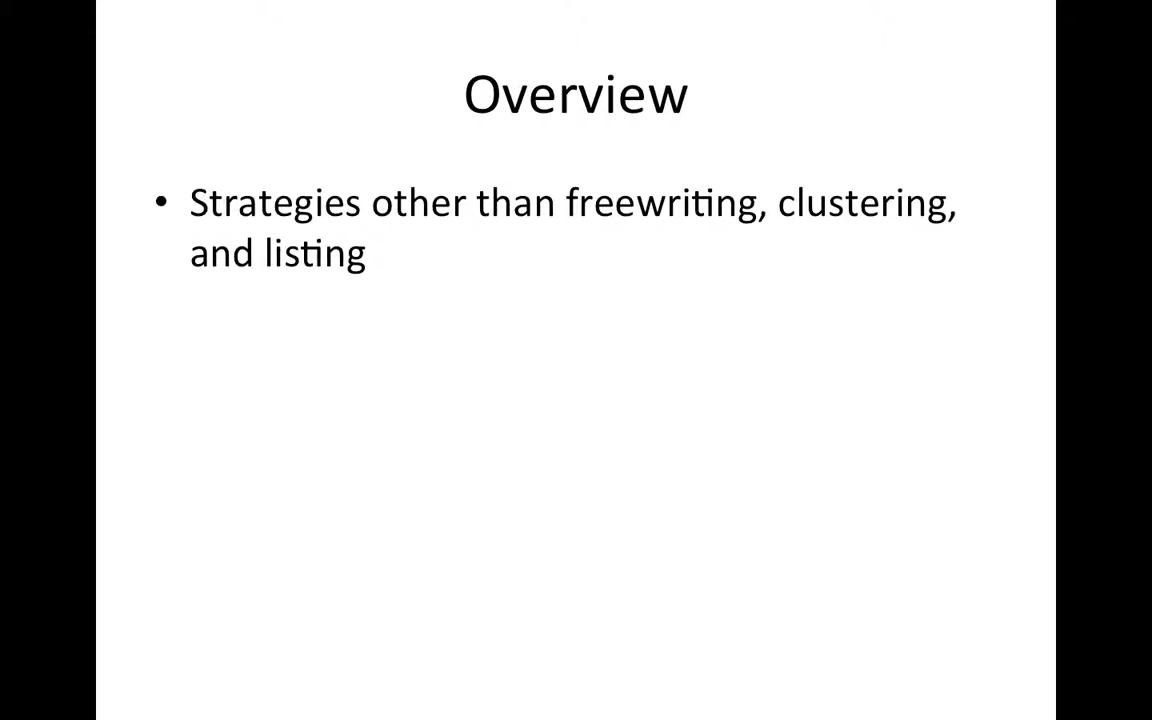 Overview
• Strategies other than freewriting, clustering,
and listing